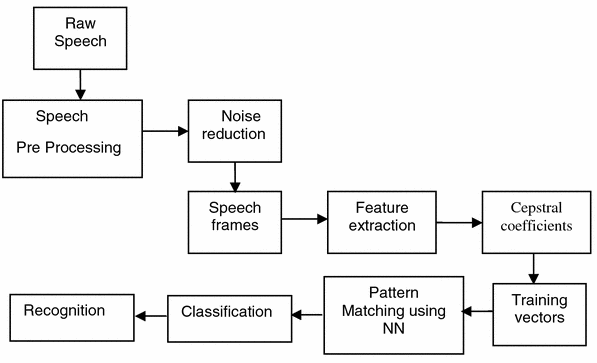 Raw
Speech
Speech
Pre Processing
Noise
reduction
Speech
frames
Feature
extraction
Cepstral
coefficients
Training
vectors
Pattern
Matching using
NN
Classification
Recognition